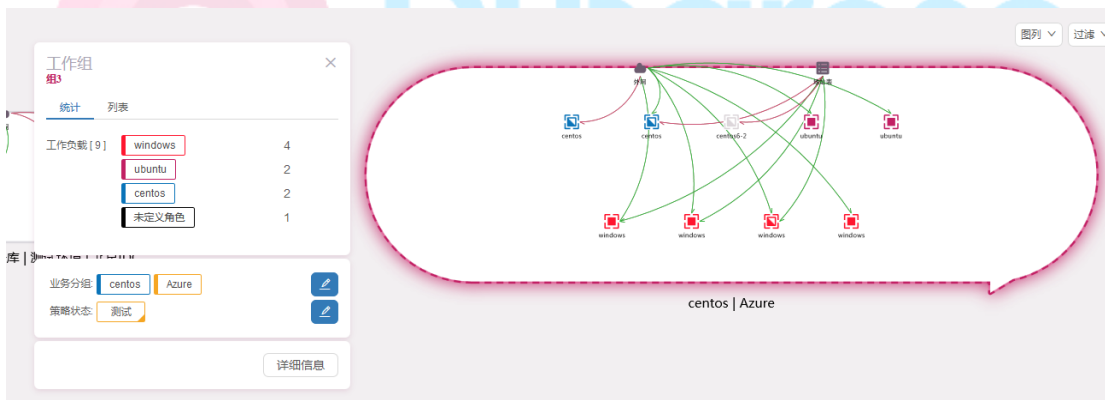 图列
过滤
工作组
组3
统计
列表
工作负载 [ 9 ]
windows 4
ubuntu 2
centos 2
未定义角色 1
业务分组: centos Azure
策略状态: 测试
详细信息
centos
centos
centos6-2
ubuntu
ubuntu
windows
windows
windows
windows
centos | Azure